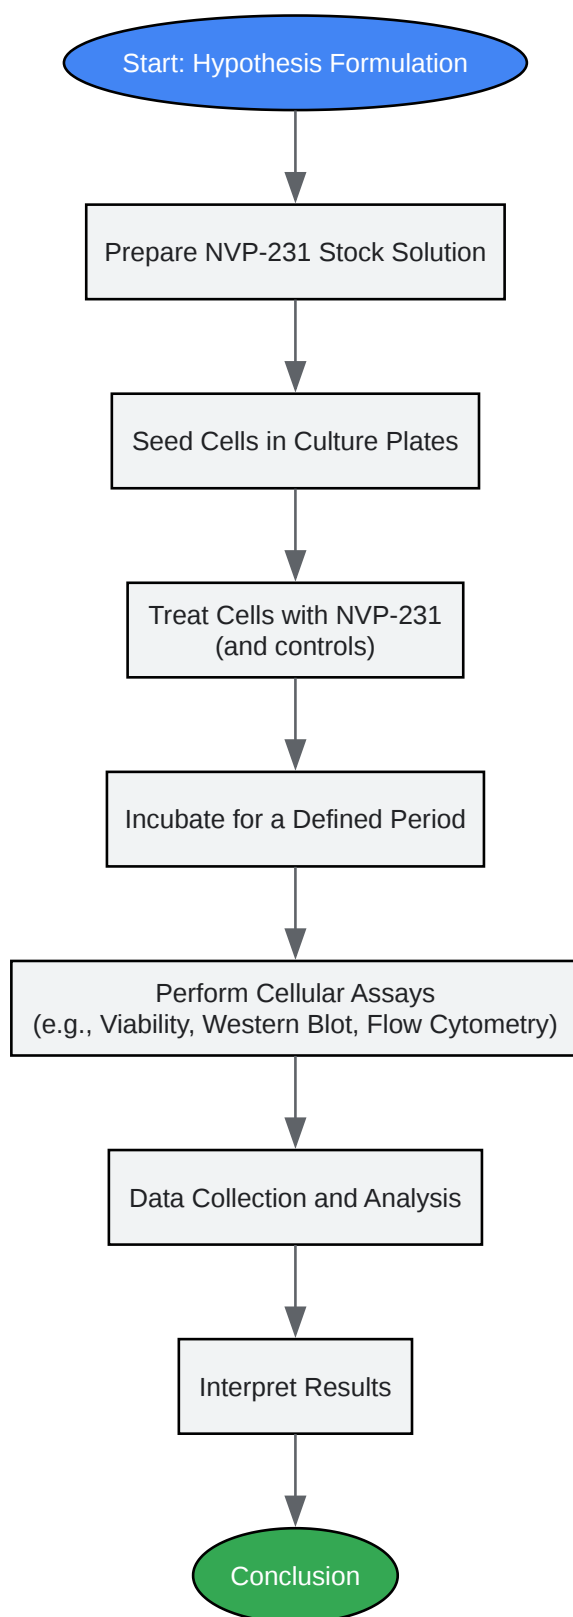 Start: Hypothesis Formulation
Prepare NVP-231 Stock Solution
Seed Cells in Culture Plates
Treat Cells with NVP-231
(and controls)
Incubate for a Defined Period
Perform Cellular Assays
(e.g., Viability, Western Blot, Flow Cytometry)
Data Collection and Analysis
Interpret Results
Conclusion